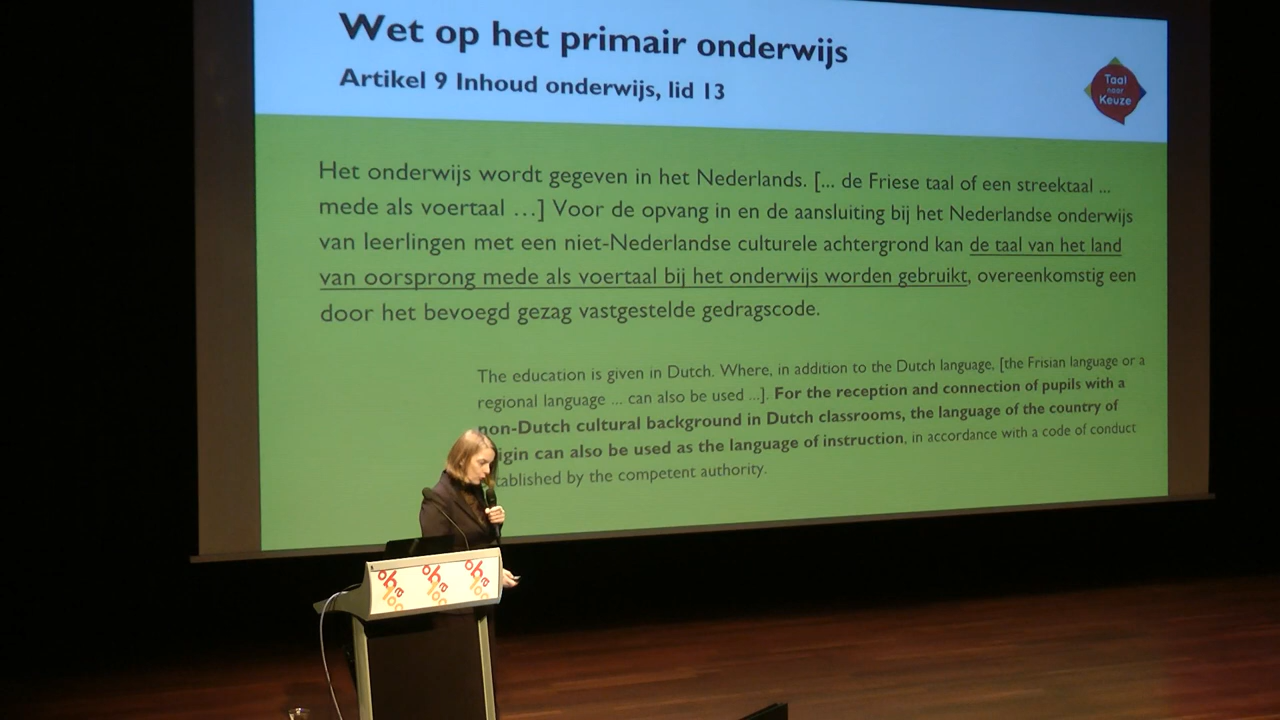 Wet op het primair onderwijs
Artikel 9 Inhoud onderwijs, lid 13
Taal
naar
Keuze
Het onderwijs wordt gegeven in het Nederlands. [... de Friese taal of een streektaal ...
mede als voertaal ...] Voor de opvang in en de aansluiting bij het Nederlandse onderwijs
van leerlingen met een niet-Nederlandse culturele achtergrond kan de taal van het land
van oorsprong mede als voertaal bij het onderwijs worden gebruikt, overeenkomstig een
door het bevoegd gezag vastgestelde gedragscode.
The education is given in Dutch. Where, in addition to the Dutch language, [the Frisian language or a
regional language ... can also be used ...]. For the reception and connection of pupils with a
non-Dutch cultural background in Dutch classrooms, the language of the country of
igin can also be used as the language of instruction, in accordance with a code of conduct
tablished by the competent authority.
oba
100
oba
100
oba
100